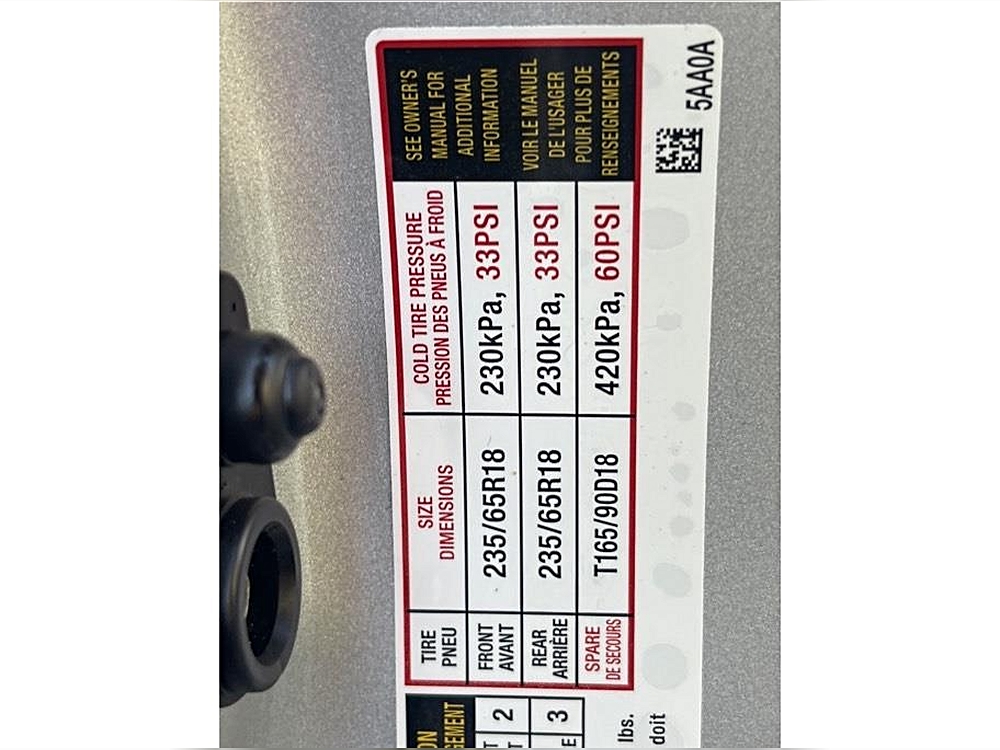 TIRE
PNEU
SIZE
DIMENSIONS
COLD TIRE PRESSURE
PRESSION DES PNEUS À FROID
SEE OWNER'S
MANUAL FOR
ADDITIONAL
INFORMATION
VOIR LE MANUEL
DE L'USAGER
POUR PLUS DE
RENSEIGNEMENTS
FRONT
AVANT
235/65R18
230kPa, 33PSI
REAR
ARRIÈRE
235/65R18
230kPa, 33PSI
SPARE
DE SECOURS
T165/90D18
420kPa, 60PSI
5AA0A
2
3
lbs.
doit